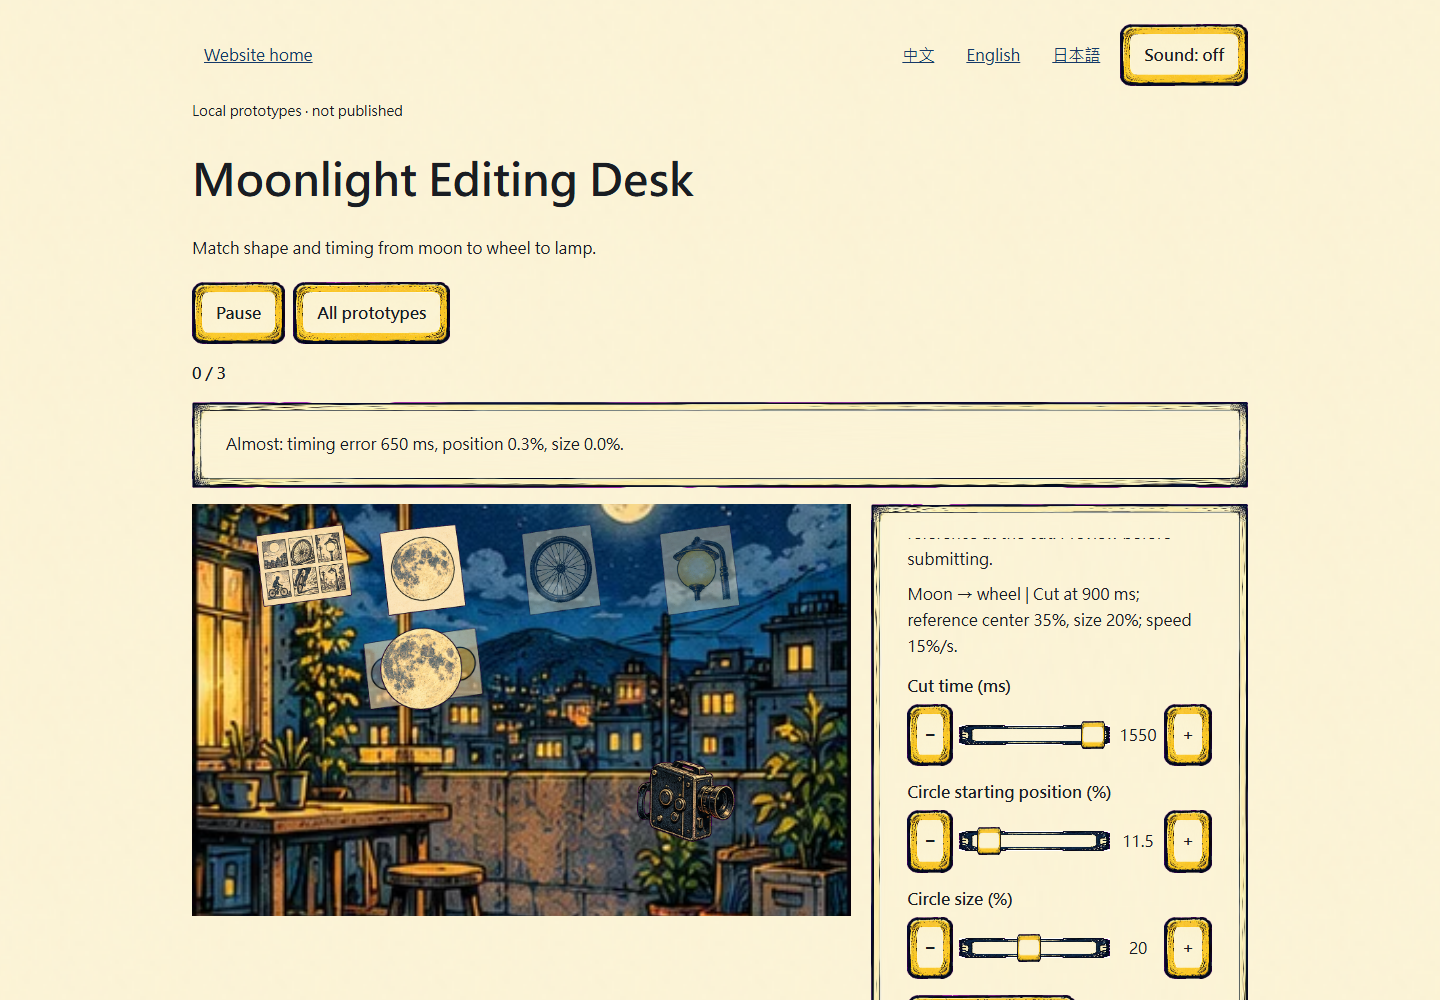 Website home
中文
English
日本語
Sound: off
Local prototypes · not published
Moonlight Editing Desk
Match shape and timing from moon to wheel to lamp.
Pause
All prototypes
0 / 3
Almost: timing error 650 ms, position 0.3%, size 0.0%.
submitting.
Moon → wheel | Cut at 900 ms;
reference center 35%, size 20%; speed
15%/s.
Cut time (ms)
−
1550
+
Circle starting position (%)
−
11.5
+
Circle size (%)
−
20
+